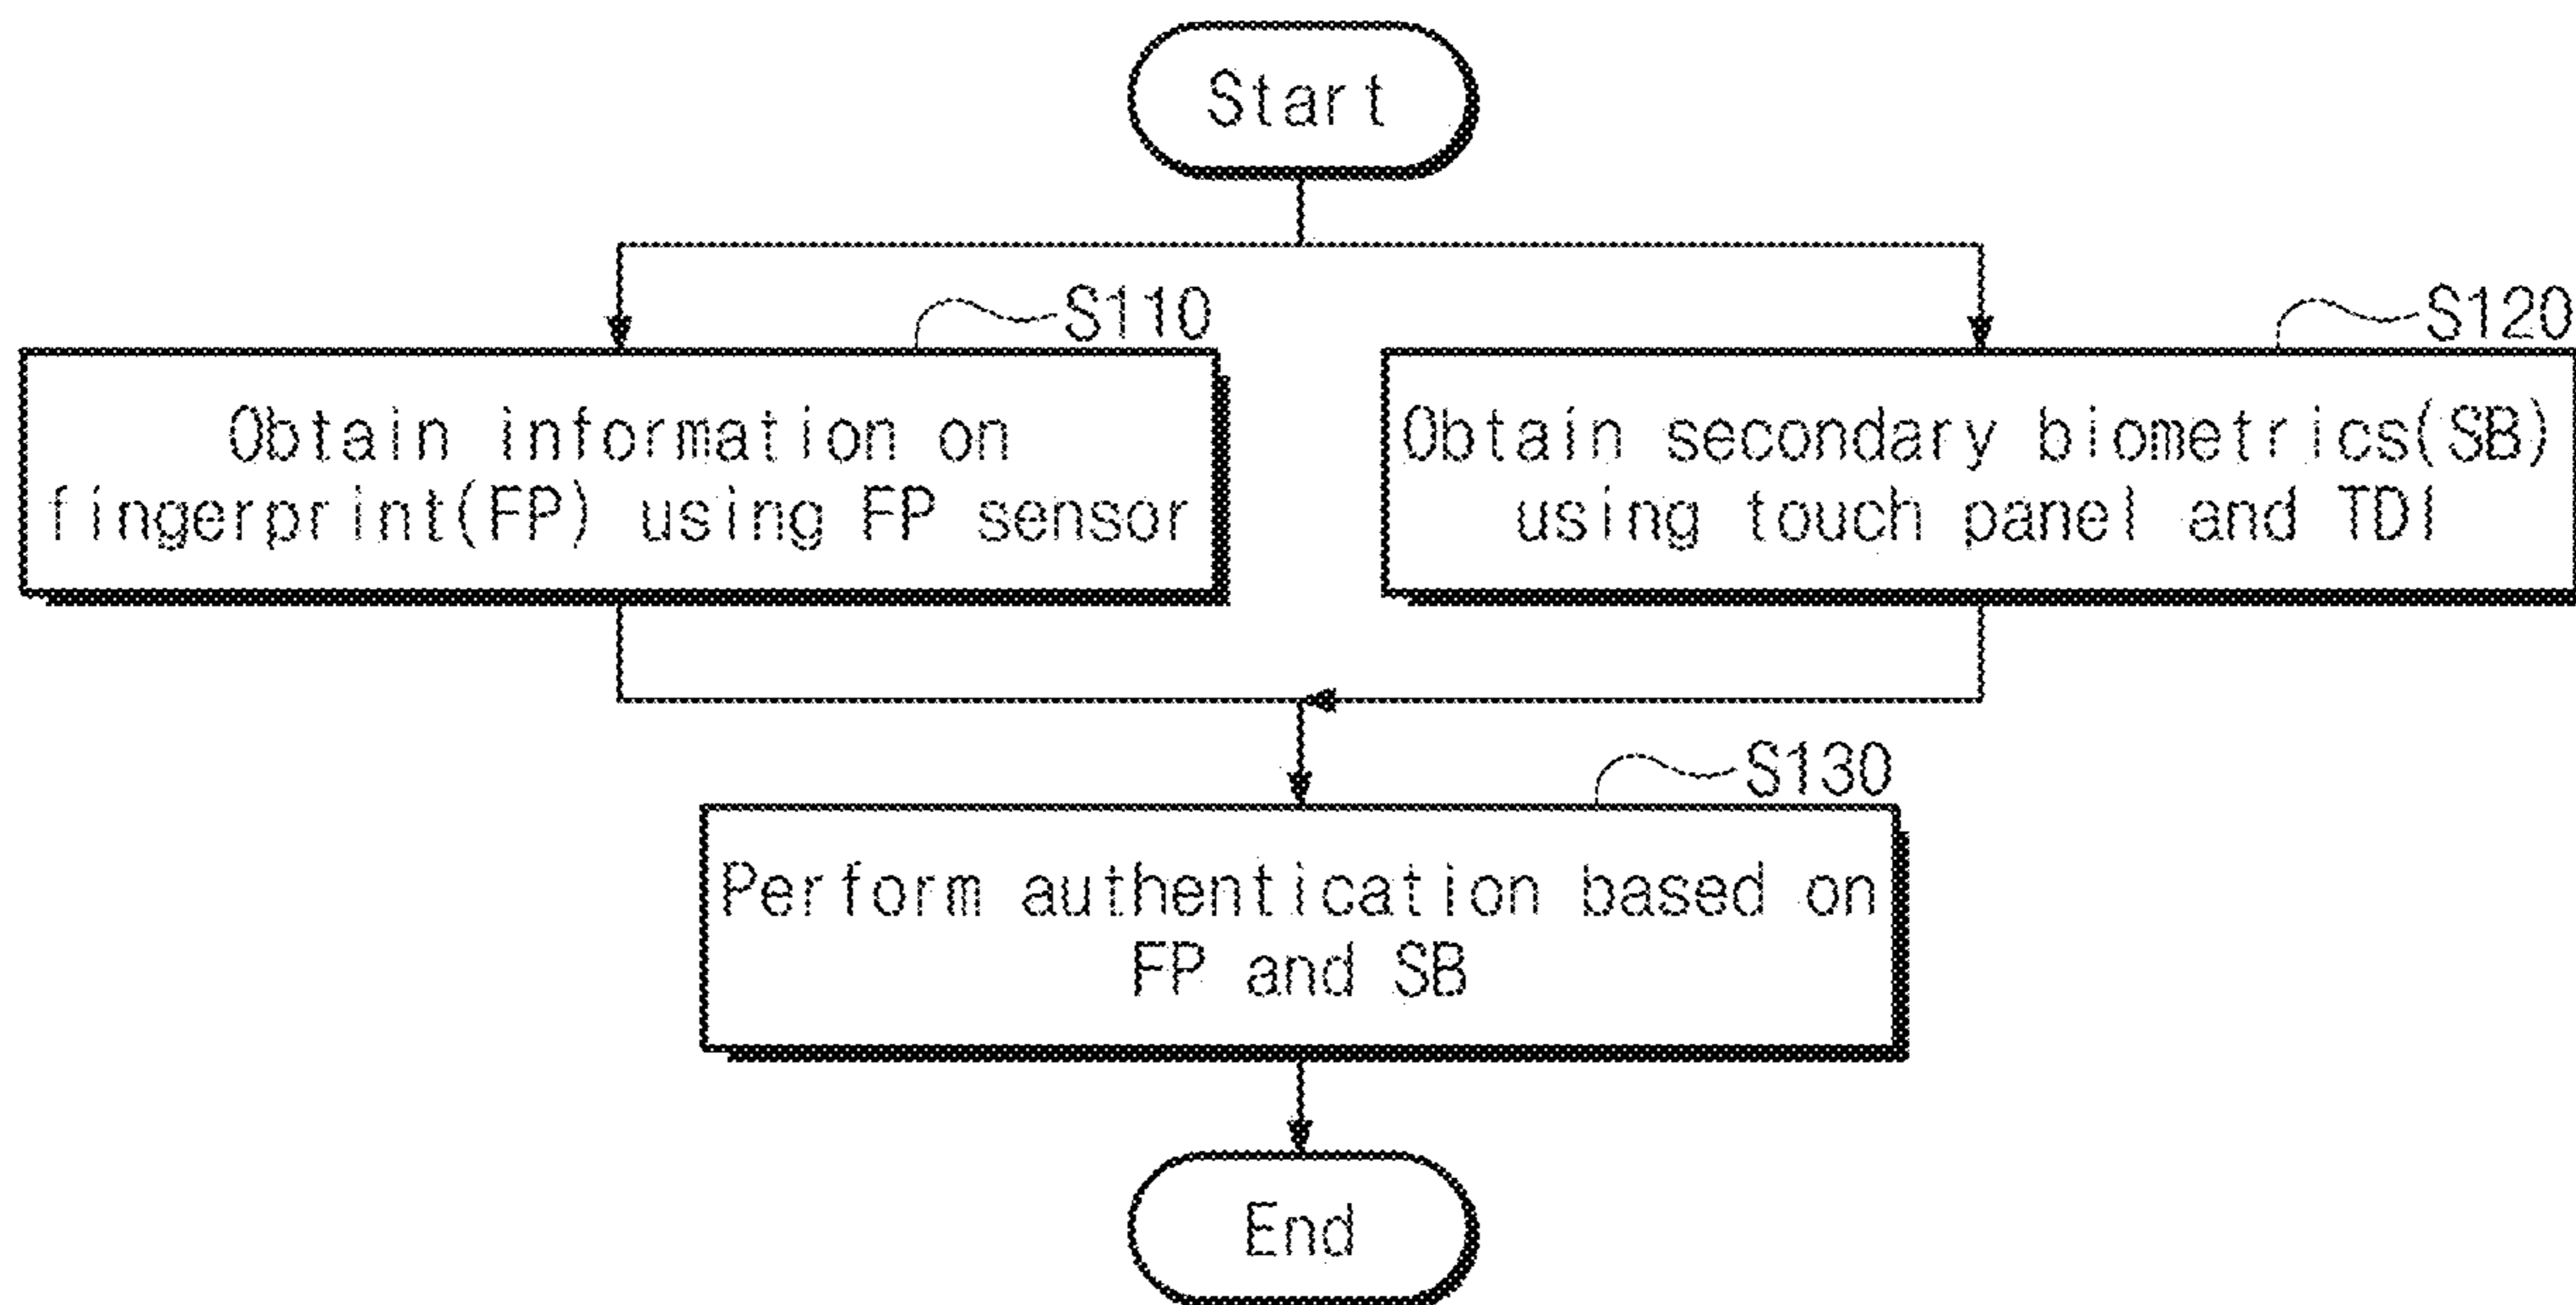 Start
S110
S120
Obtain information on
fingerprint(FP) using FP sensor
Obtain secondary biometrics(SB)
using touch panel and TDI
S130
Perform authentication based on
FP and SB
End